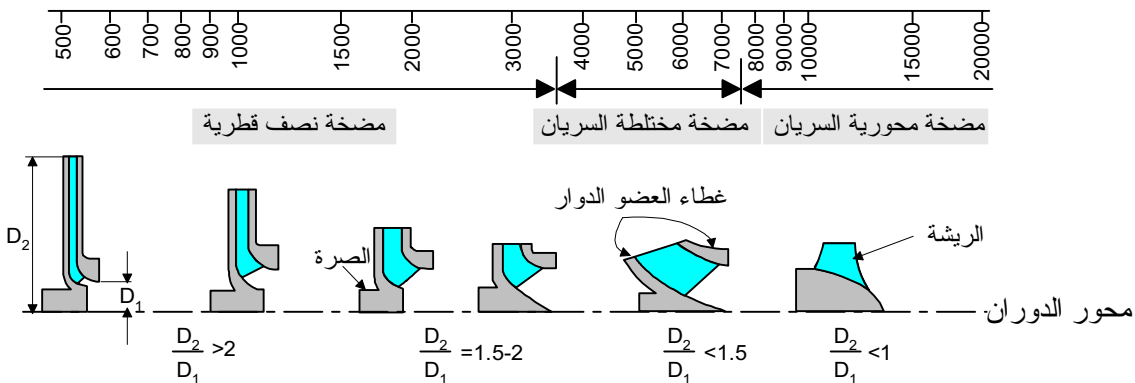 500 600 700 800 900 1000 1500 2000 3000 4000 5000 6000 7000 8000 9000 10000 15000 20000
مضخة نصف قطرية
مضخة مختلطة السريان
مضخة محورية السريان
غطاء العضو الدوار
الريشة
الصرة
D2
D1
محور الدوران
D2/D1 >2
D2/D1 =1.5-2
D2/D1 <1.5
D2/D1 <1